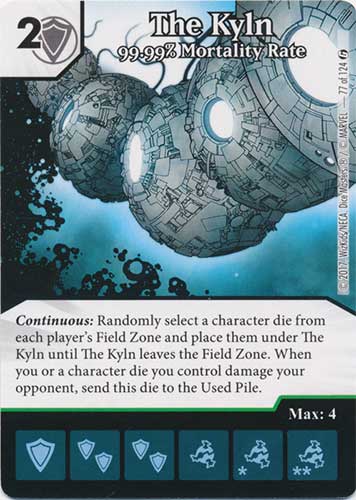 2
The Kyln
99.99% Mortality Rate
© 2017 WizKids/NECA. Dice Masters ® / © MARVEL — 77 of 124
Continuous: Randomly select a character die from
each player's Field Zone and place them under The
Kyln until The Kyln leaves the Field Zone. When
you or a character die you control damage your
opponent, send this die to the Used Pile.
Max: 4
*
**